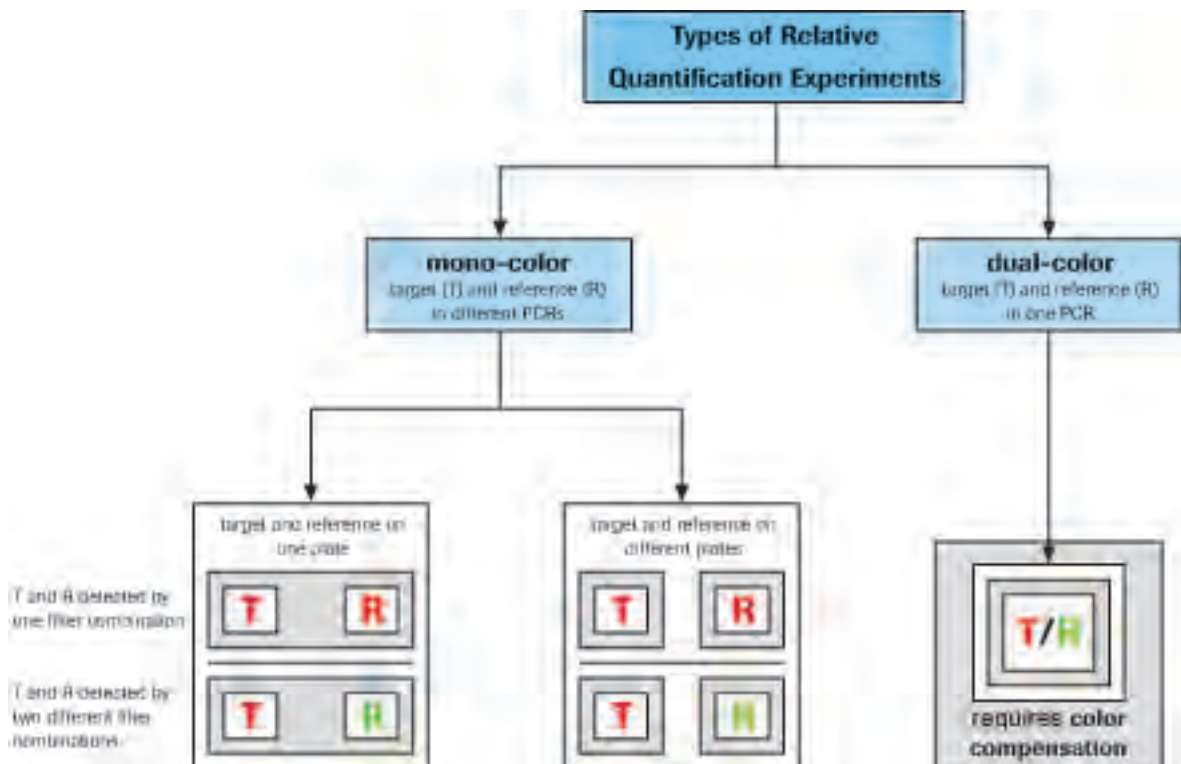 Types of Relative
Quantification Experiments
mono-color
target (T) and reference (R)
in different PCRs
dual-color
target (T) and reference (R)
in one PCR
target and reference on
one plate
target and reference on
different plates
T and R detected by
one filter combination
T R
T R
T and R detected by
two different filter
combinations
T R
T R
T/R
requires color
compensation